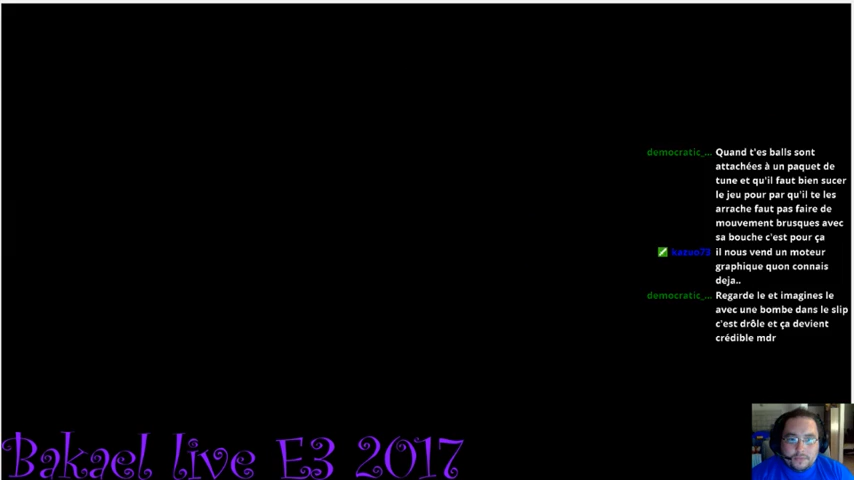 democratic_... Quand t'es balls sont
attachées à un paquet de
tune et qu'il faut bien sucer
le jeu pour par qu'il te les
arrache faut pas faire de
mouvement brusques avec
sa bouche c'est pour ça
kazuo73 il nous vend un moteur
graphique quon connais
deja..
democratic_... Regarde le et imagines le
avec une bombe dans le slip
c'est drôle et ça devient
crédible mdr
Bakael live E3 2017